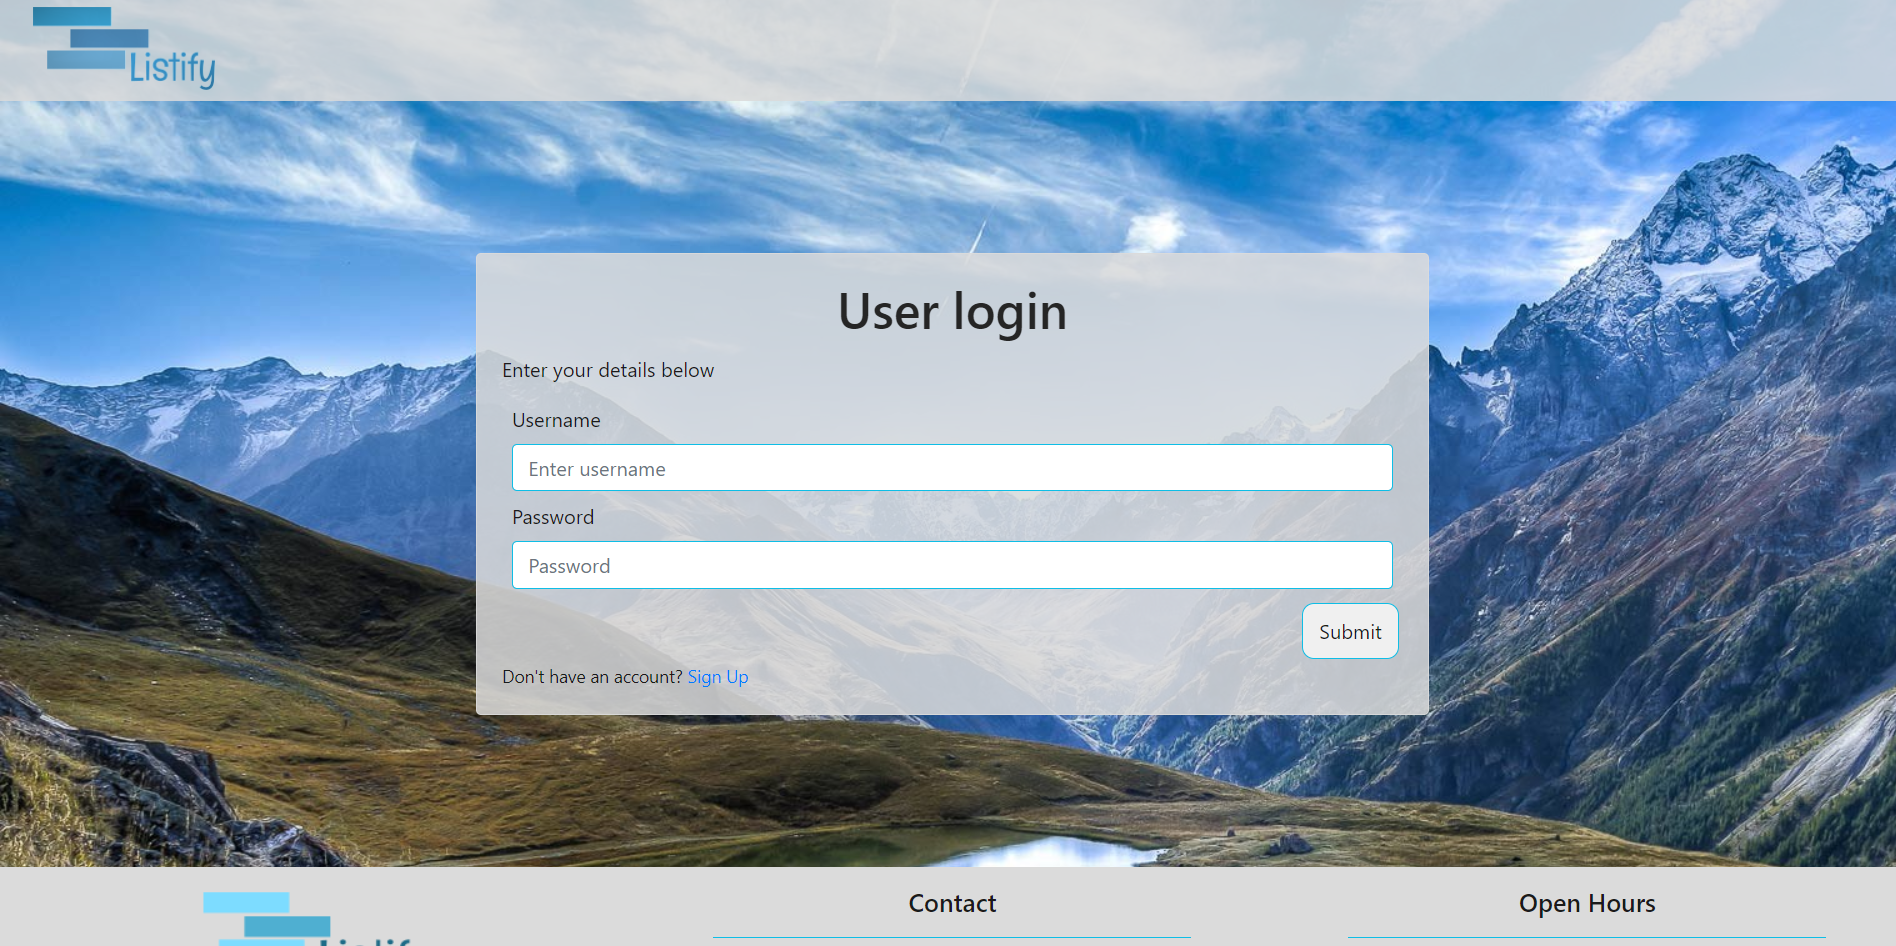 Listify
User login
Enter your details below
Username
Enter username
Password
Password
Submit
Don't have an account? Sign Up
Contact
Open Hours